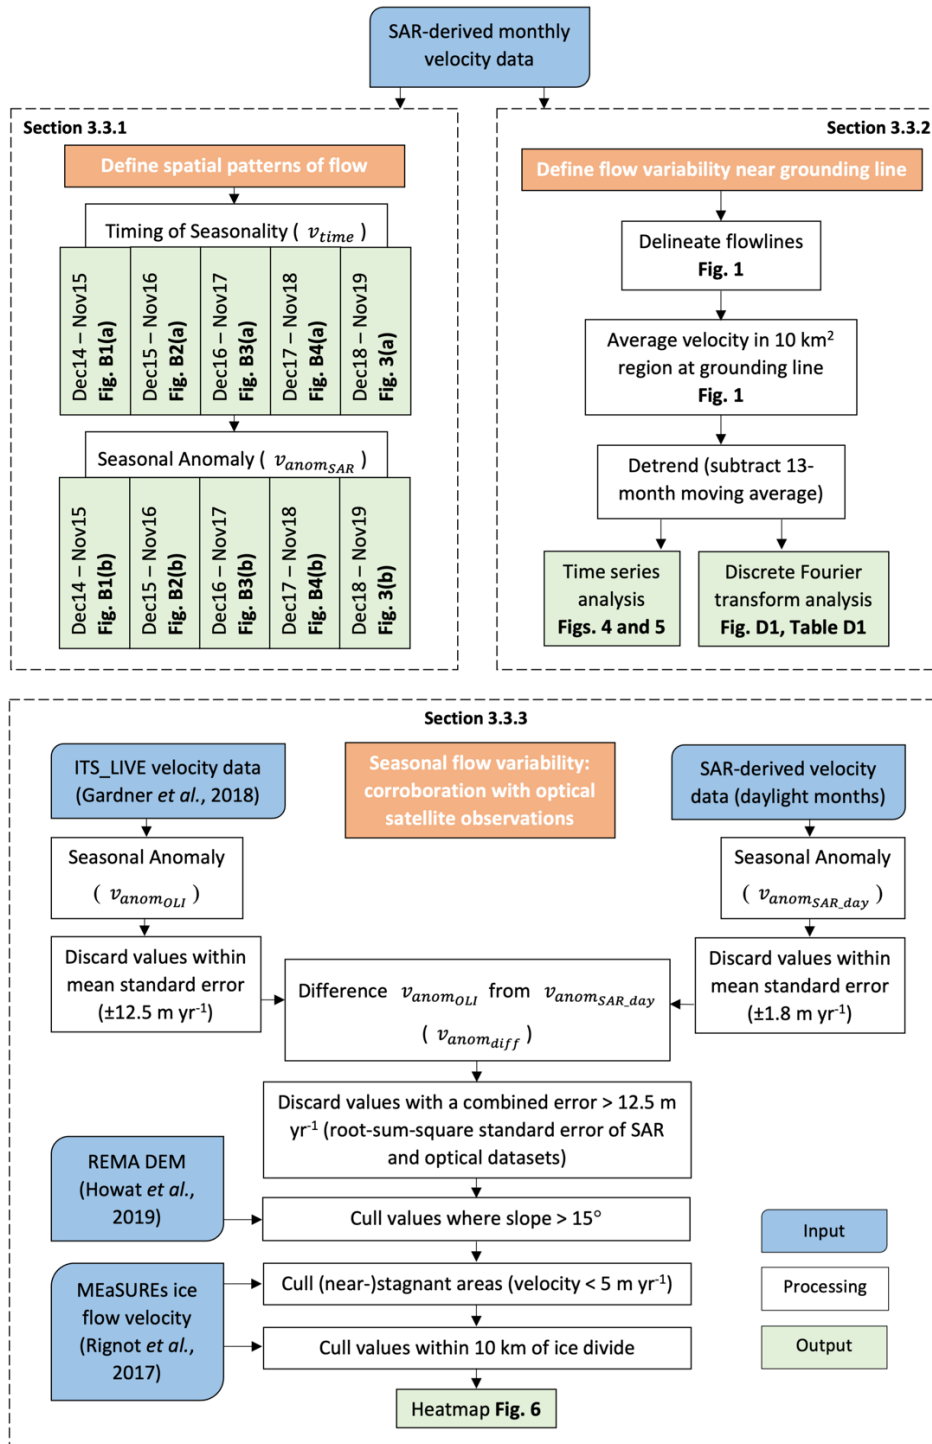 SAR-derived monthly
velocity data
Section 3.3.1
Define spatial patterns of flow
Timing of Seasonality ( v_time )
Dec14 – Nov15
Fig. B1(a)
Dec15 – Nov16
Fig. B2(a)
Dec16 – Nov17
Fig. B3(a)
Dec17 – Nov18
Fig. B4(a)
Dec18 – Nov19
Fig. 3(a)
Seasonal Anomaly ( v_anom_SAR )
Dec14 – Nov15
Fig. B1(b)
Dec15 – Nov16
Fig. B2(b)
Dec16 – Nov17
Fig. B3(b)
Dec17 – Nov18
Fig. B4(b)
Dec18 – Nov19
Fig. 3(b)
Section 3.3.2
Define flow variability near grounding line
Delineate flowlines
Fig. 1
Average velocity in 10 km²
region at grounding line
Fig. 1
Detrend (subtract 13-
month moving average)
Time series
analysis
Figs. 4 and 5
Discrete Fourier
transform analysis
Fig. D1, Table D1
Section 3.3.3
ITS_LIVE velocity data
(Gardner et al., 2018)
Seasonal flow variability:
corroboration with optical
satellite observations
SAR-derived velocity
data (daylight months)
Seasonal Anomaly
( v_anom_OLI )
Seasonal Anomaly
( v_anom_SAR_day )
Discard values within
mean standard error
(±12.5 m yr⁻¹)
Difference v_anom_OLI from v_anom_SAR_day
( v_anom_diff )
Discard values within
mean standard error
(±1.8 m yr⁻¹)
Discard values with a combined error > 12.5 m
yr⁻¹ (root-sum-square standard error of SAR
and optical datasets)
REMA DEM
(Howat et al.,
2019)
Cull values where slope > 15°
MEaSUREs ice
flow velocity
(Rignot et al.,
2017)
Cull (near-)stagnant areas (velocity < 5 m yr⁻¹)
Cull values within 10 km of ice divide
Heatmap Fig. 6
Input
Processing
Output